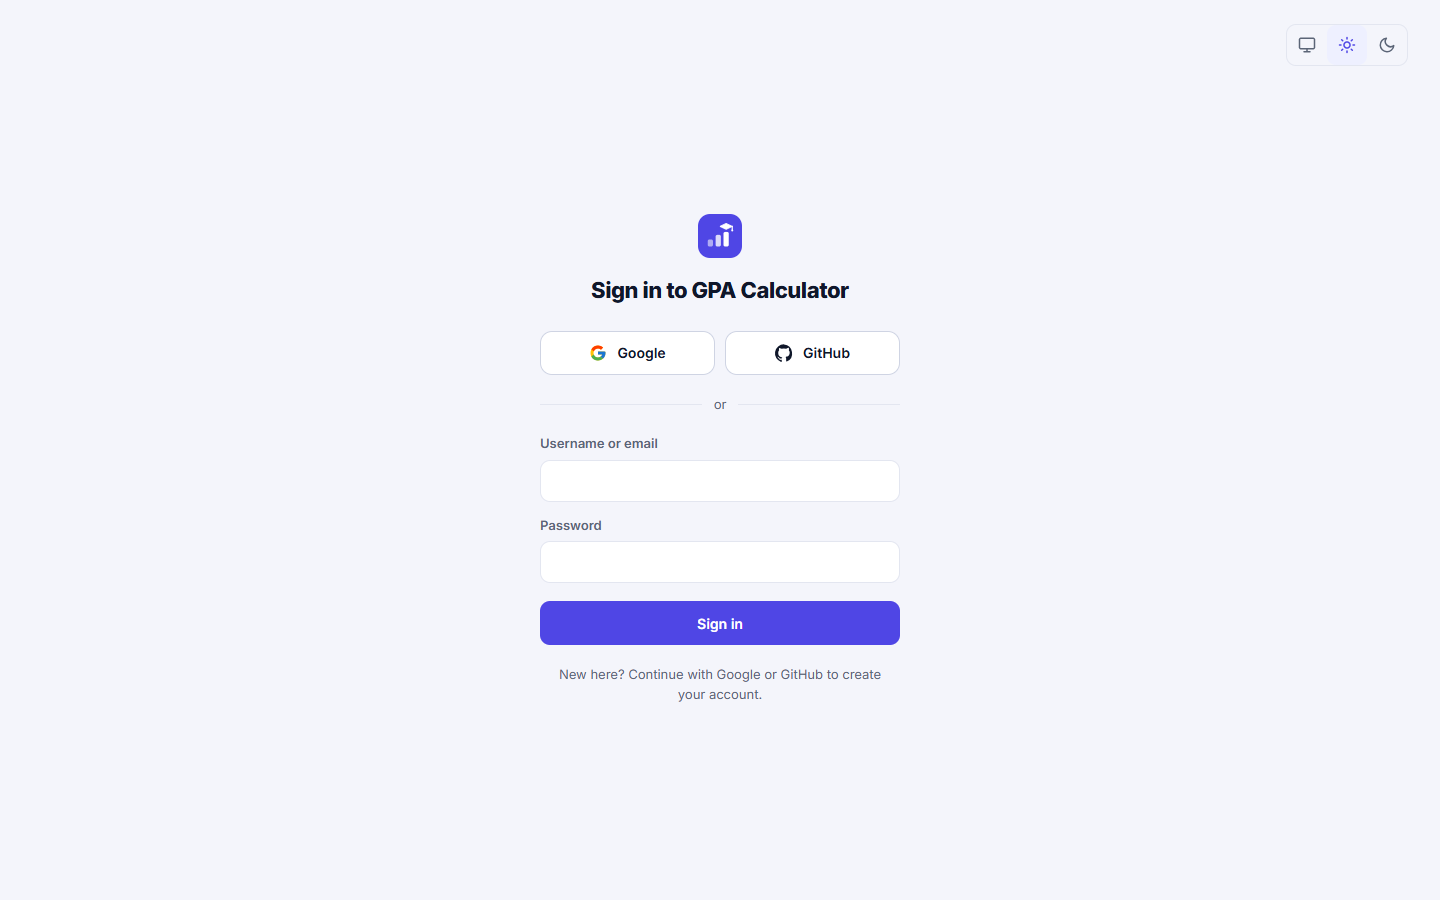 Sign in to GPA Calculator
Google
GitHub
or
Username or email
Password
Sign in
New here? Continue with Google or GitHub to create
your account.